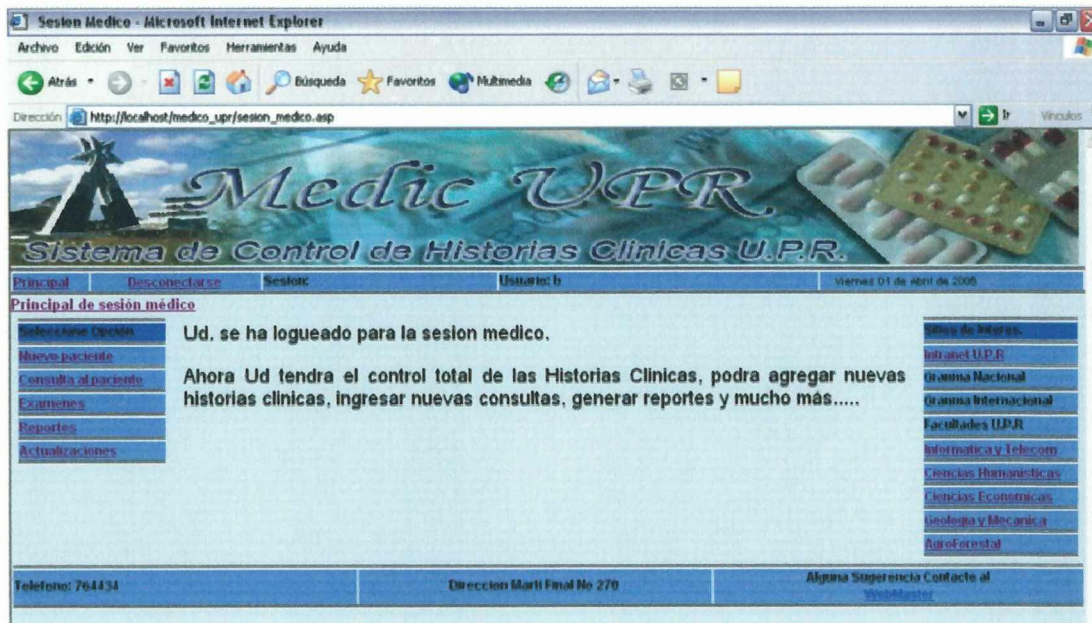 Sesion Medico - Microsoft Internet Explorer
Archivo Edición Ver Favoritos Herramientas Ayuda
Atrás Búsqueda Favoritos Multimedia
Dirección http://localhost/medico_upr/sesion_medico.asp Ir Vínculos
Medic UPR
Sistema de Control de Historias Clinicas U.P.R.
Principal Desconectarse Sesion: Usuario: b Viernes 01 de Abril de 2005
Principal de sesión médico
Seleccione Opción
Nuevo paciente
Consulta al paciente
Examenes
Reportes
Actualizaciones
Ud. se ha logueado para la sesion medico.
Ahora Ud tendra el control total de las Historias Clinicas, podra agregar nuevas
historias clinicas, ingresar nuevas consultas, generar reportes y mucho más.....
Sitios de Interes.
Intranet U.P.R
Granma Nacional
Granma Internacional
Facultades U.P.R
Informatica y Telecom
Ciencias Humanisticas
Ciencias Economicas
Geologia y Mecanica
AgroForestal
Telefono: 764434
Direccion Marti Final No 270
Alguna Sugerencia Contacte al
WebMaster